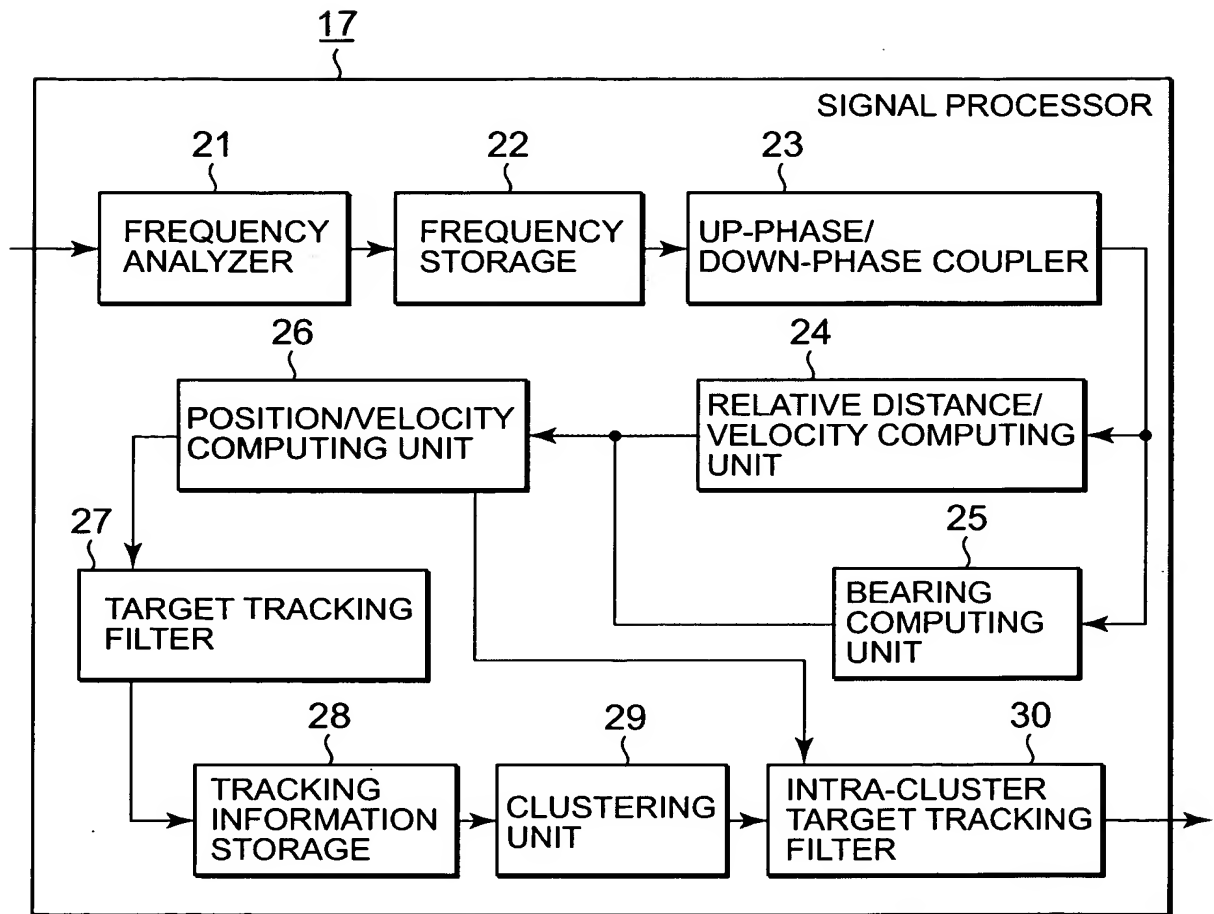 17
SIGNAL PROCESSOR
21
22
23
FREQUENCY
ANALYZER
FREQUENCY
STORAGE
UP-PHASE/
DOWN-PHASE COUPLER
26
24
POSITION/VELOCITY
COMPUTING UNIT
RELATIVE DISTANCE/
VELOCITY COMPUTING
UNIT
27
25
TARGET TRACKING
FILTER
BEARING
COMPUTING
UNIT
28
29
30
TRACKING
INFORMATION
STORAGE
CLUSTERING
UNIT
INTRA-CLUSTER
TARGET TRACKING
FILTER